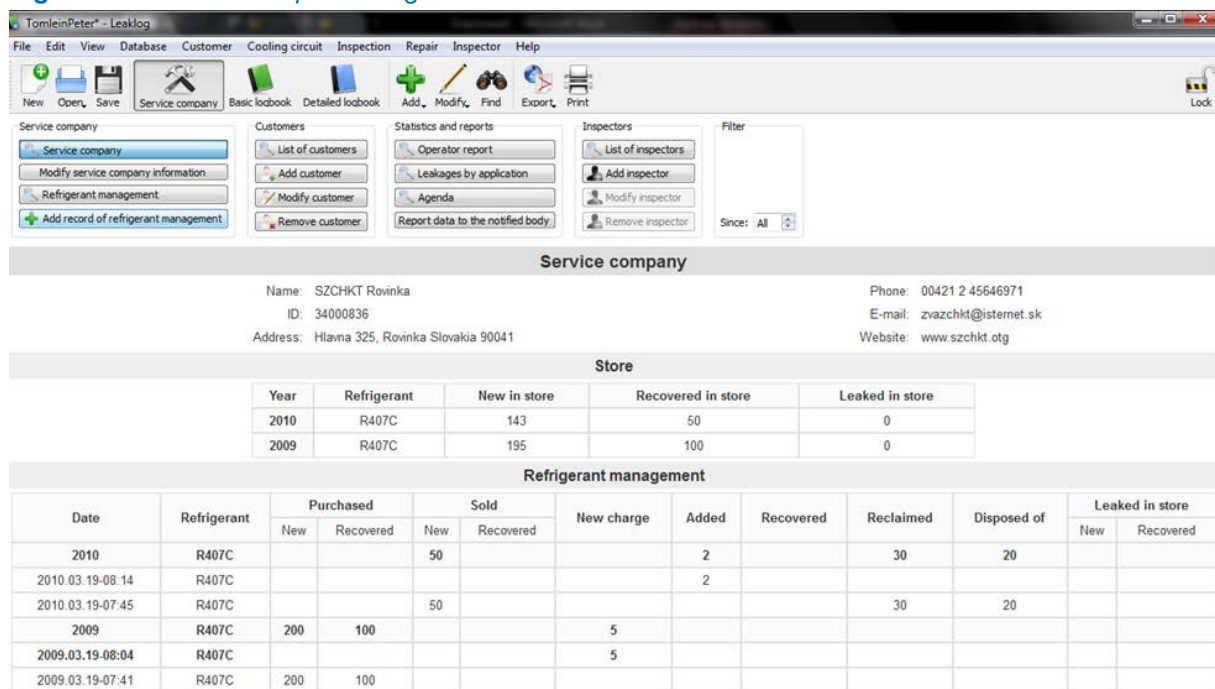 TomleinPeter* - Leaklog
File Edit View Database Customer Cooling circuit Inspection Repair Inspector Help
New Open Save Service company Basic logbook Detailed logbook Add Modify Find Export Print Lock
Service company Customers Statistics and reports Inspectors Filter
Service company List of customers Operator report List of inspectors
Modify service company information Add customer Leakages by application Add inspector
Refrigerant management Modify customer Agenda Modify inspector
Add record of refrigerant management Remove customer Report data to the notified body Remove inspector Since: All
Service company
Name: SZCHKT Rovinka Phone: 00421 2 45646971
ID: 34000836 E-mail: zvazchkt@isternet.sk
Address: Hlavna 325, Rovinka Slovakia 90041 Website: www.szchkt.otg
Store
Year Refrigerant New in store Recovered in store Leaked in store
2010 R407C 143 50 0
2009 R407C 195 100 0
Refrigerant management
Date Refrigerant Purchased Sold New charge Added Recovered Reclaimed Disposed of Leaked in store
New Recovered New Recovered New Recovered
2010 R407C 50 2 30 20
2010.03.19-08:14 R407C 2
2010.03.19-07:45 R407C 50 30 20
2009 R407C 200 100 5
2009.03.19-08:04 R407C 5
2009.03.19-07:41 R407C 200 100